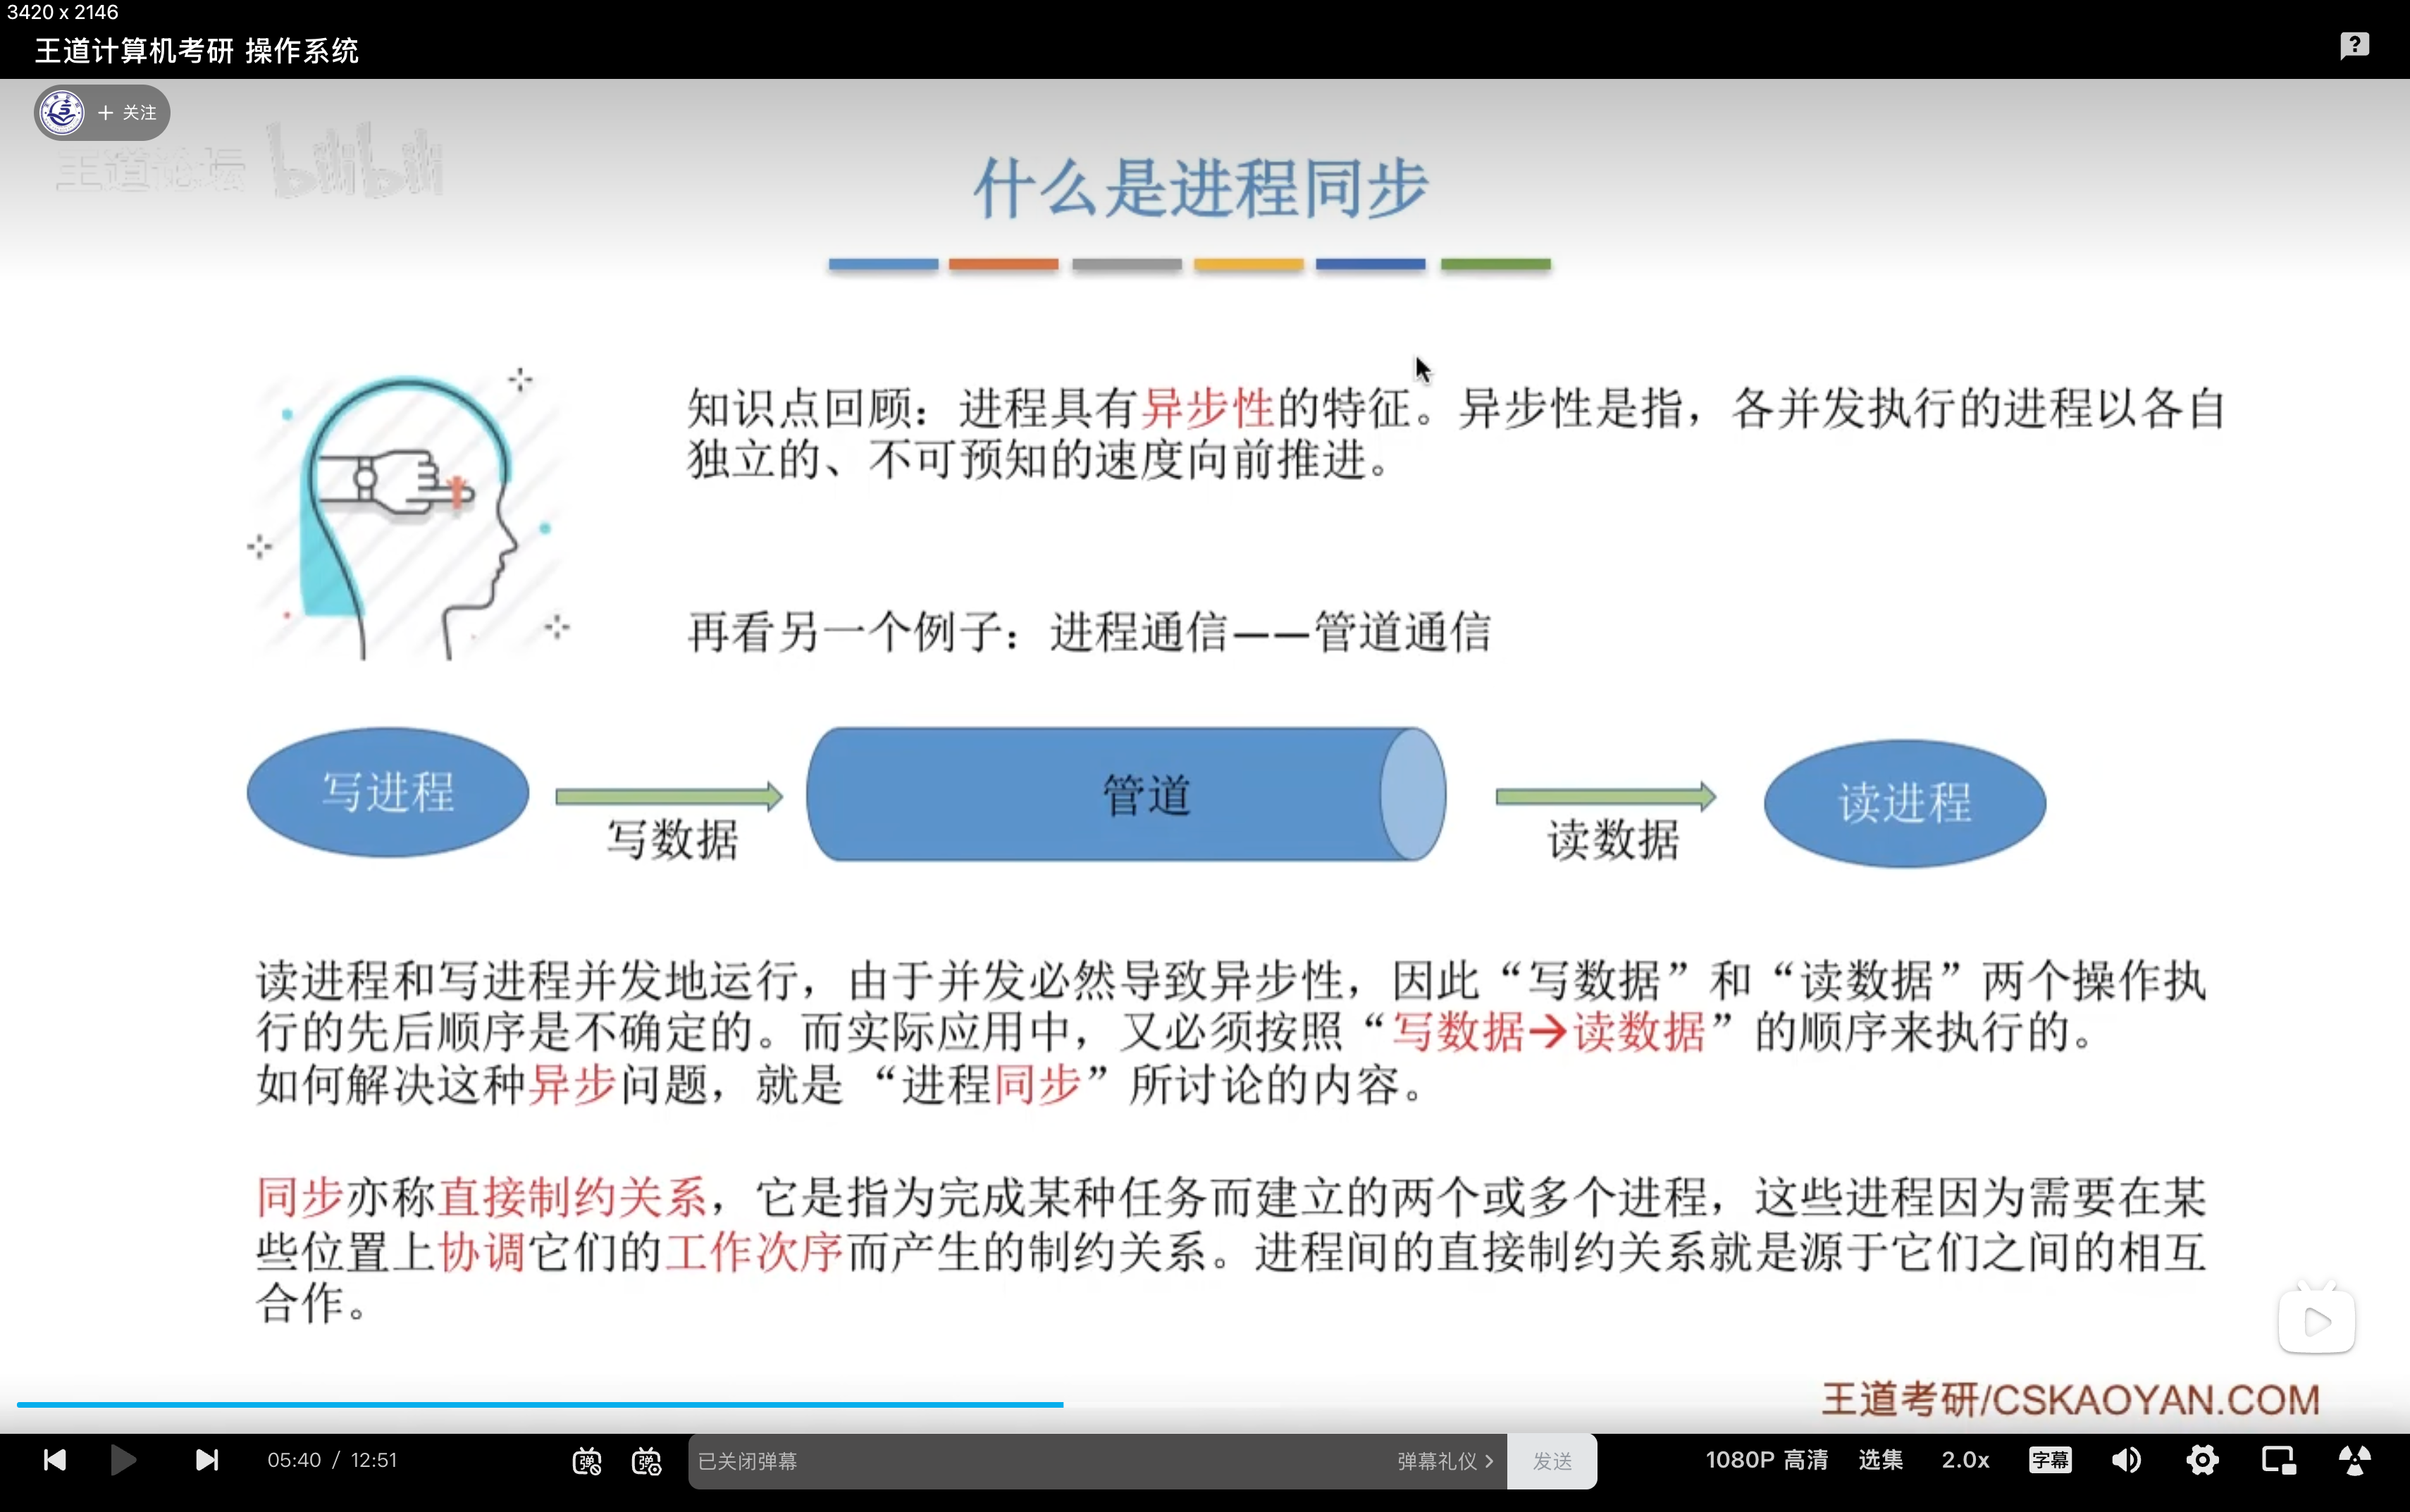 3420 x 2146
王道计算机考研 操作系统
+ 关注
王道论坛 bilibili
什么是进程同步
知识点回顾：进程具有异步性的特征。异步性是指，各并发执行的进程以各自
独立的、不可预知的速度向前推进。
再看另一个例子：进程通信——管道通信
写进程
写数据
管道
读数据
读进程
读进程和写进程并发地运行，由于并发必然导致异步性，因此“写数据”和“读数据”两个操作执
行的先后顺序是不确定的。而实际应用中，又必须按照“写数据→读数据”的顺序来执行的。
如何解决这种异步问题，就是“进程同步”所讨论的内容。
同步亦称直接制约关系，它是指为完成某种任务而建立的两个或多个进程，这些进程因为需要在某
些位置上协调它们的工作次序而产生的制约关系。进程间的直接制约关系就是源于它们之间的相互
合作。
王道考研/CSKAOYAN.COM
05:40 / 12:51
弹
弹
已关闭弹幕
弹幕礼仪 >
发送
1080P 高清
选集
2.0x
字幕